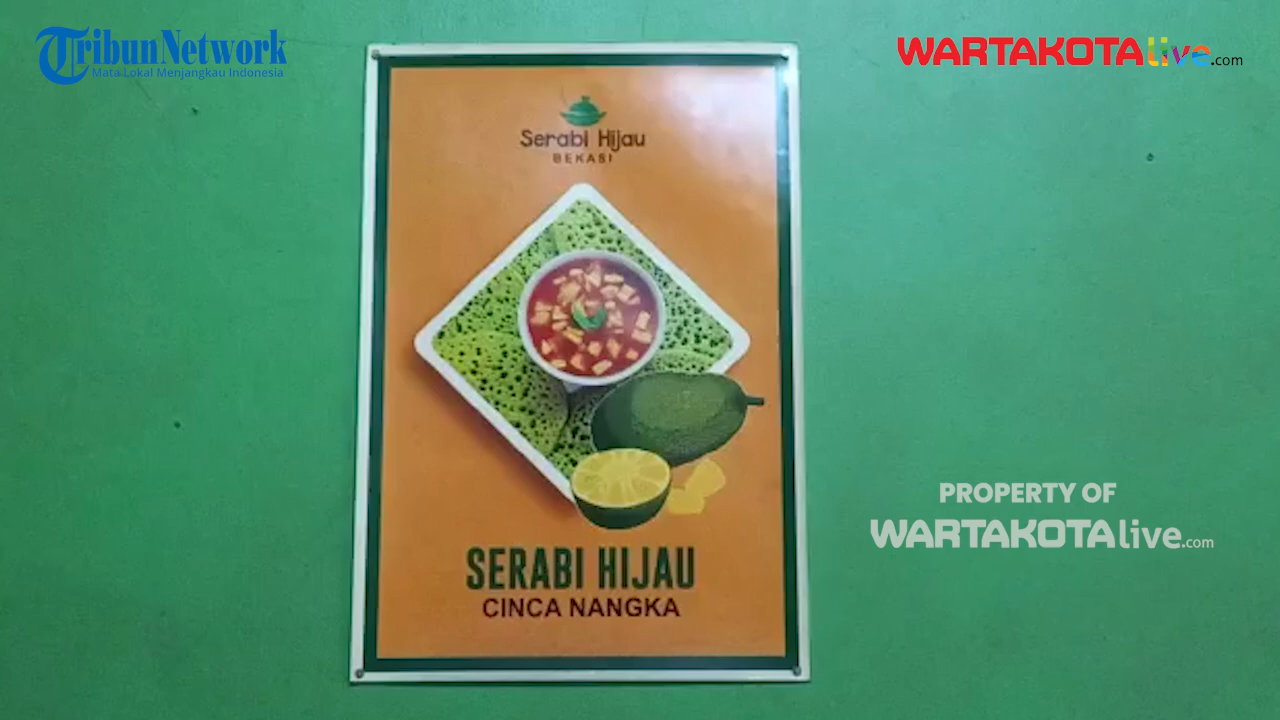 TribunNetwork
Mata Lokal Menjangkau Indonesia
WARTAKOTAlive.com
Serabi Hijau
BEKASI
SERABI HIJAU
CINCA NANGKA
PROPERTY OF
WARTAKOTAlive.com